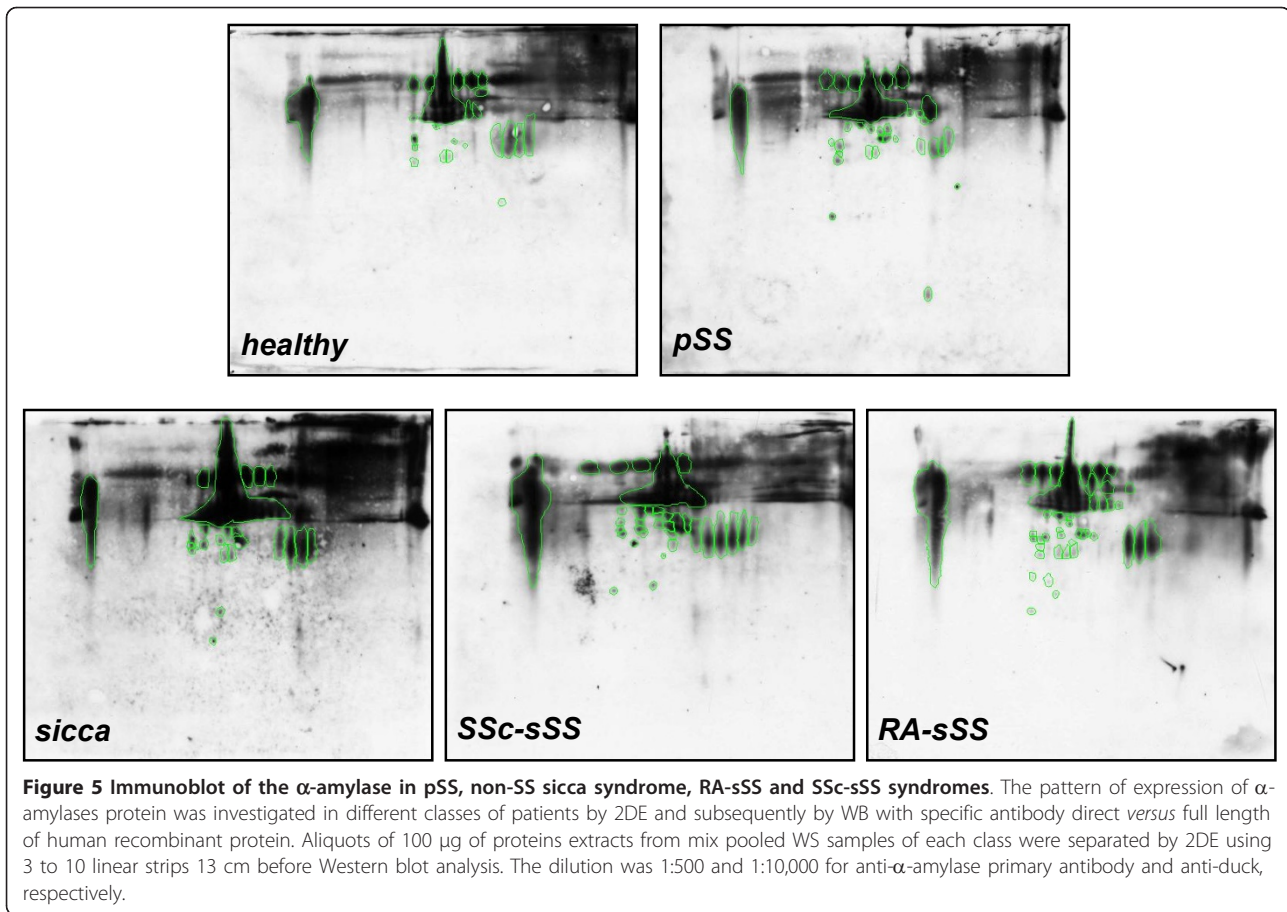 healthy
pSS
sicca
SSc-sSS
RA-sSS
Figure 5 Immunoblot of the α-amylase in pSS, non-SS sicca syndrome, RA-sSS and SSc-sSS syndromes. The pattern of expression of α-
amylases protein was investigated in different classes of patients by 2DE and subsequently by WB with specific antibody direct versus full length
of human recombinant protein. Aliquots of 100 μg of proteins extracts from mix pooled WS samples of each class were separated by 2DE using
3 to 10 linear strips 13 cm before Western blot analysis. The dilution was 1:500 and 1:10,000 for anti-α-amylase primary antibody and anti-duck,
respectively.